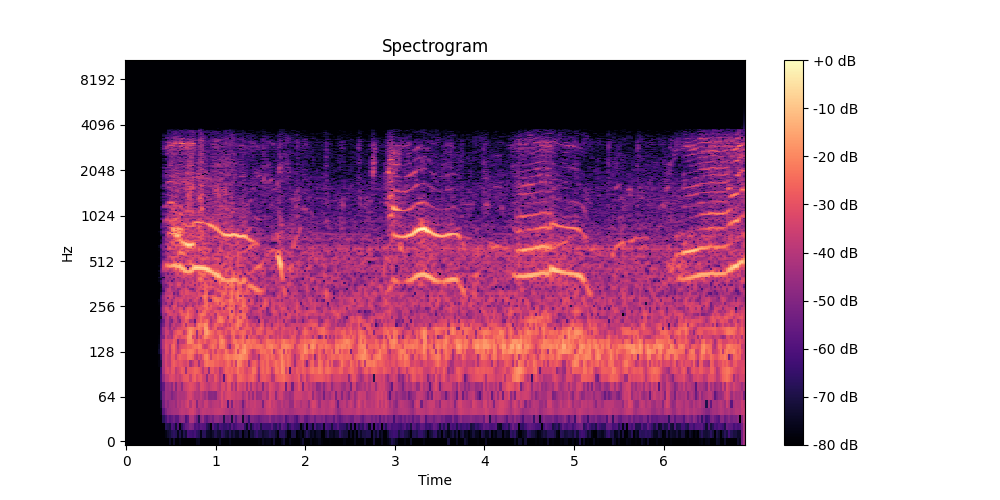 Spectrogram
8192
4096
2048
1024
512
256
128
64
0
Hz
0 1 2 3 4 5 6
Time
+0 dB
-10 dB
-20 dB
-30 dB
-40 dB
-50 dB
-60 dB
-70 dB
-80 dB